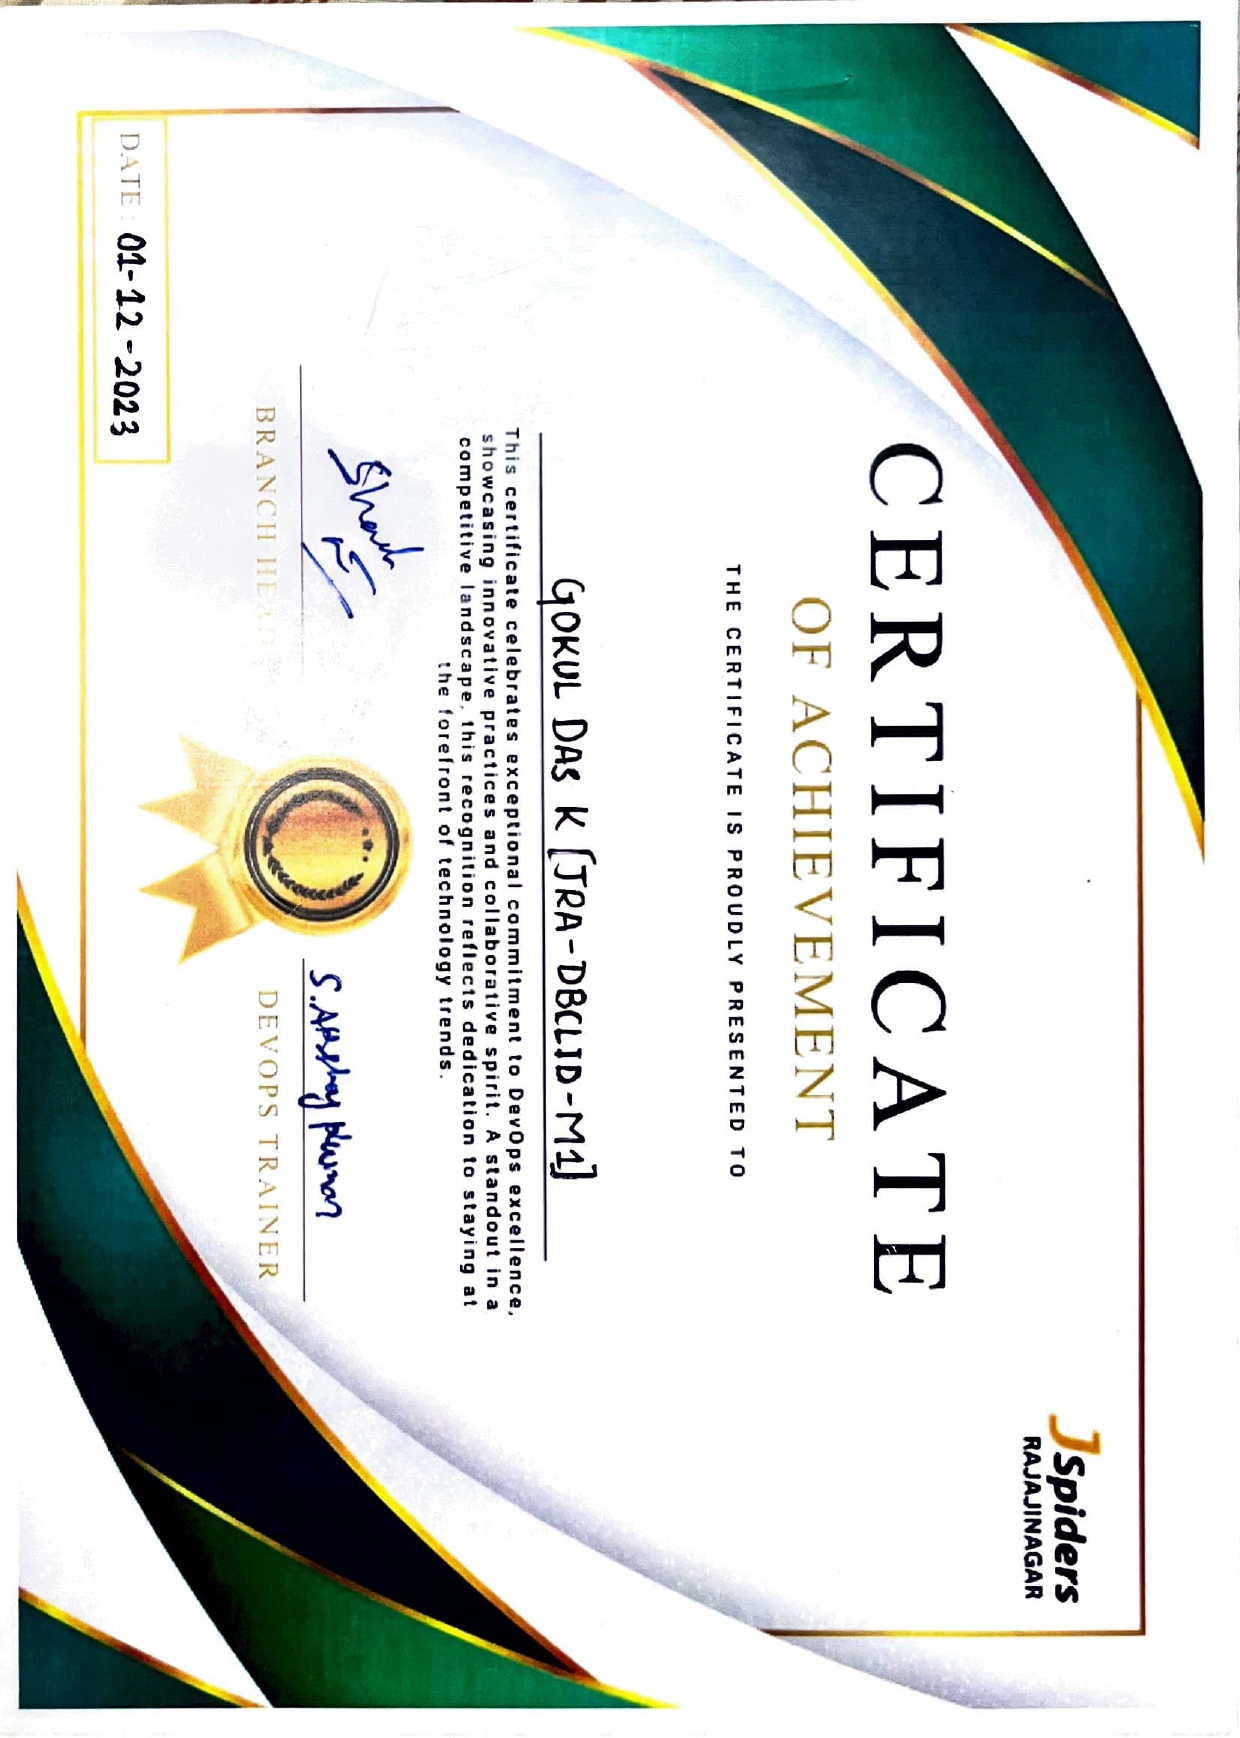 JSpiders
RAJAJINAGAR
CERTIFICATE
OF ACHIEVEMENT
THE CERTIFICATE IS PROUDLY PRESENTED TO
GOKUL DAS K [JRA-DBCLID-M1]
This certificate celebrates exceptional commitment to DevOps excellence,
showcasing innovative practices and collaborative spirit. A standout in a
competitive landscape, this recognition reflects dedication to staying at
the forefront of technology trends.
S. Akshay Kumar
BRANCH HEAD
DEVOPS TRAINER
DATE : 01-12-2023